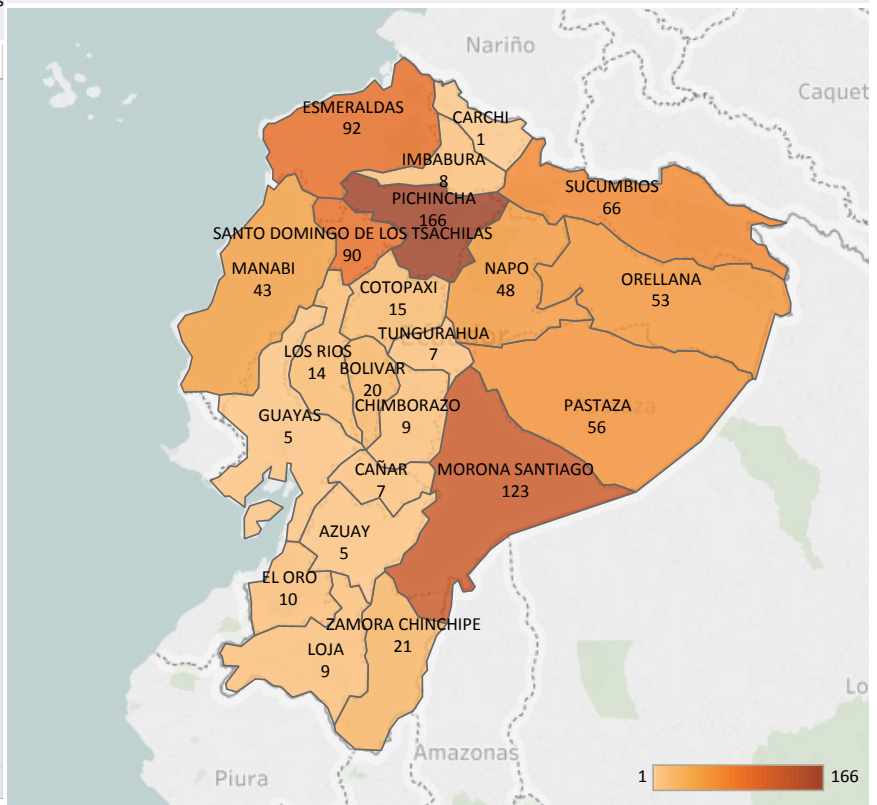 s
Nariño
Caquet
ESMERALDAS
92
CARCHI
1
IMBABURA
8
SUCUMBIOS
66
PICHINCHA
166
SANTO DOMINGO DE LOS TSACHILAS
90
MANABI
43
NAPO
48
ORELLANA
53
COTOPAXI
15
TUNGURAHUA
7
LOS RIOS
14
BOLIVAR
20
CHIMBORAZO
9
GUAYAS
5
PASTAZA
56
CAÑAR
7
MORONA SANTIAGO
123
AZUAY
5
EL ORO
10
ZAMORA CHINCHIPE
21
LOJA
9
Lo
Amazonas
Piura
1
166